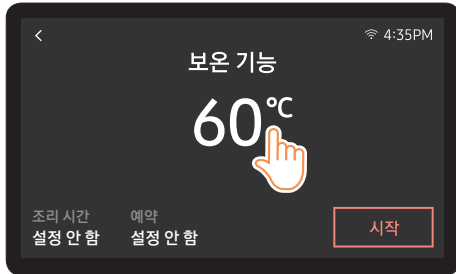 4:35PM
보온 기능
60°C
조리 시간 예약
설정 안 함 설정 안 함
시작